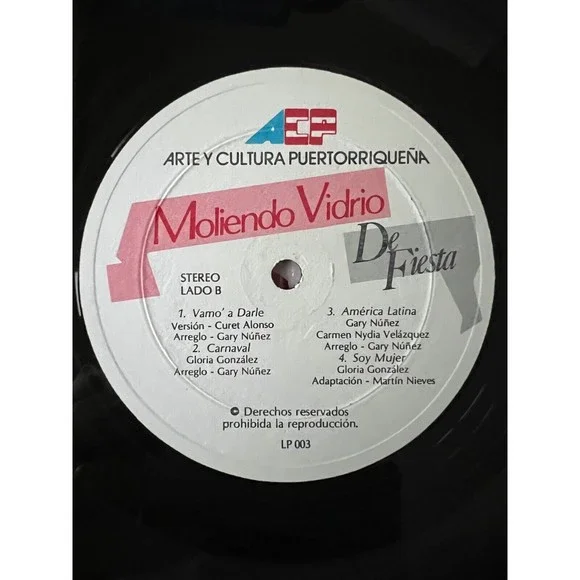 ACP
ARTE Y CULTURA PUERTORRIQUEÑA
Moliendo Vidrio
De Fiesta
STEREO
LADO B
1. Vamo' a Darle
Versión - Curet Alonso
Arreglo - Gary Núñez
2. Carnaval
Gloria González
Arreglo - Gary Núñez
3. América Latina
Gary Núñez
Carmen Nydia Velázquez
Arreglo - Gary Núñez
4. Soy Mujer
Gloria González
Adaptación - Martín Nieves
© Derechos reservados
prohibida la reproducción.
LP 003